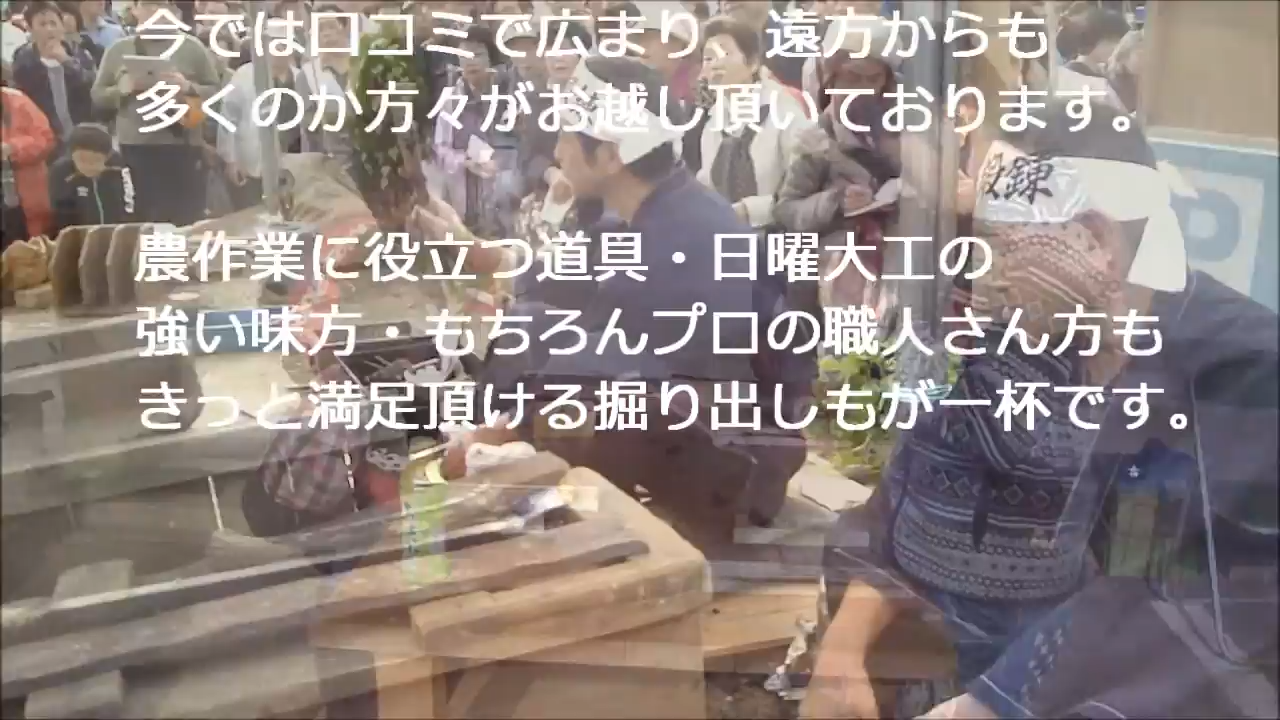 今では口コミで広まり、遠方からも
多くのか方々がお越し頂いております。
農作業に役立つ道具・日曜大工の
強い味方・もちろんプロの職人さん方も
きっと満足頂ける掘り出しもが一杯です。
鍛錬
P